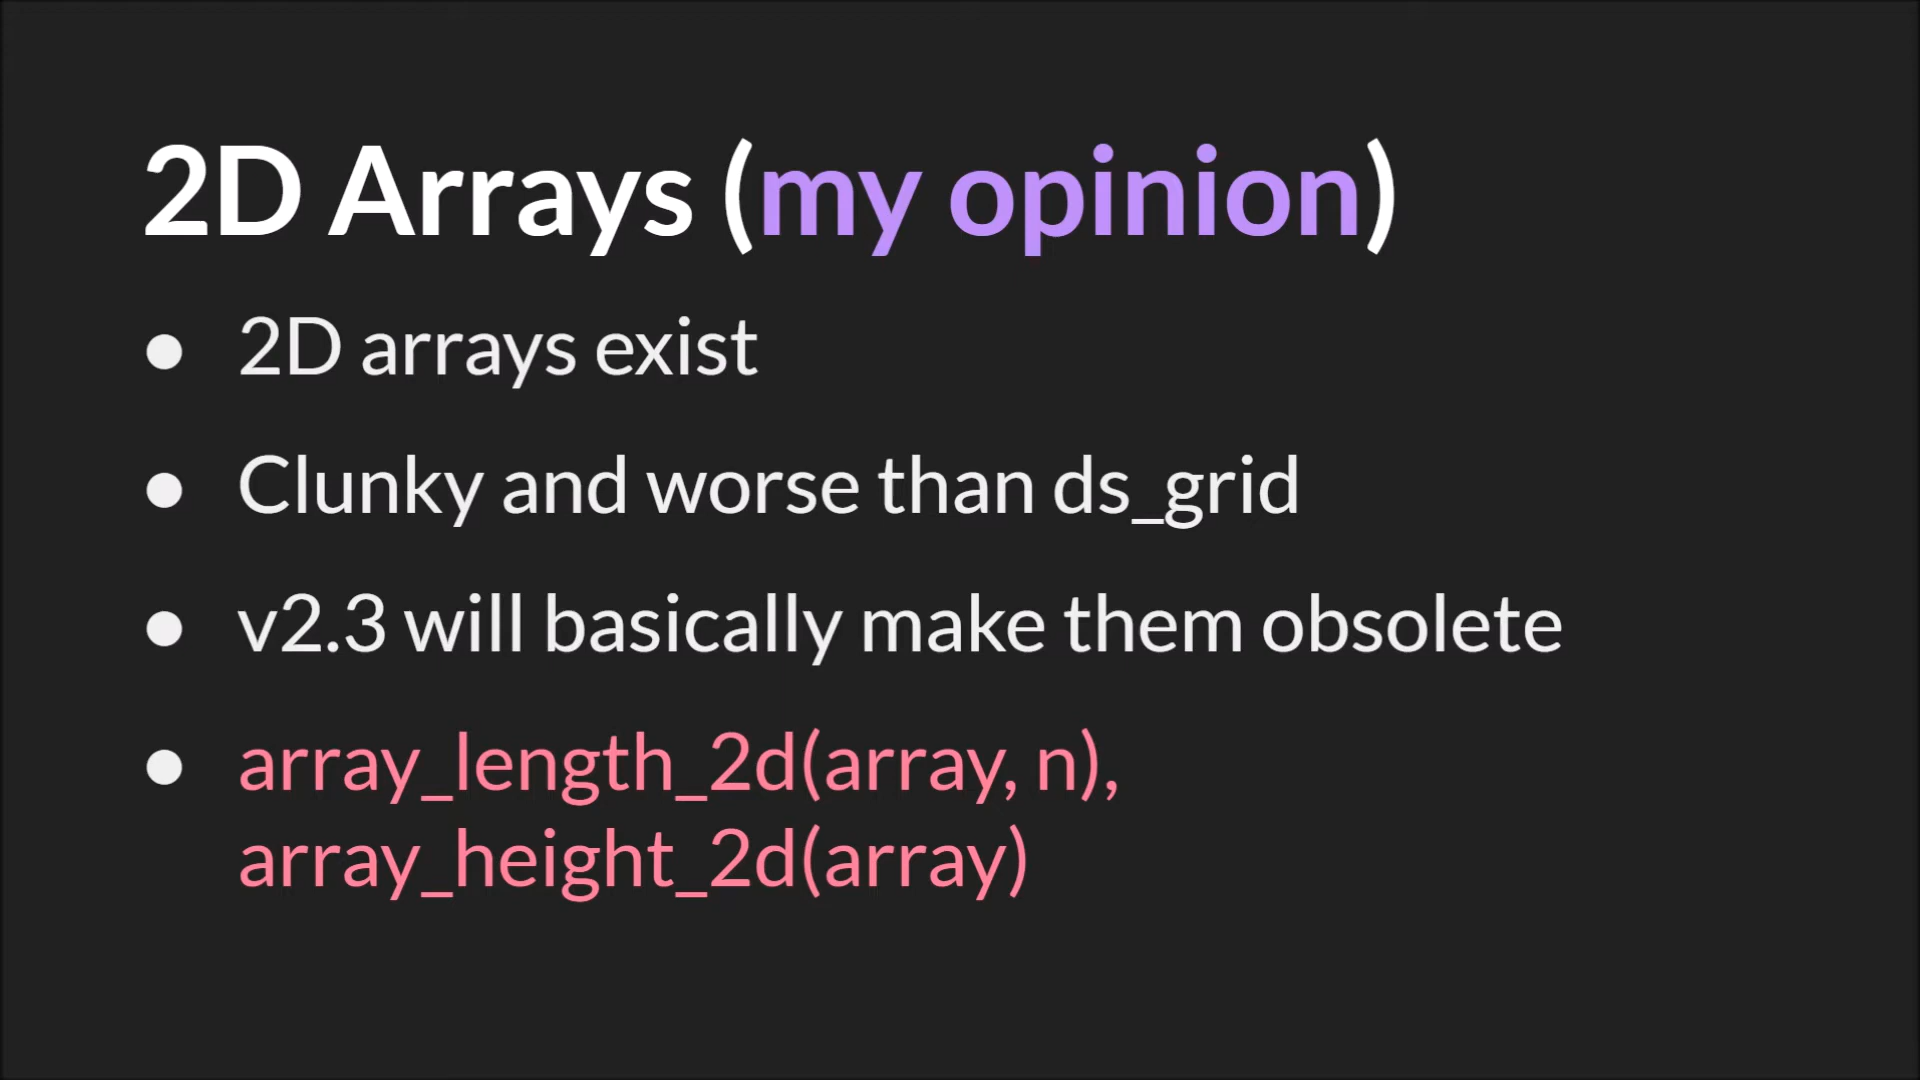 2D Arrays (my opinion)
● 2D arrays exist
● Clunky and worse than ds_grid
● v2.3 will basically make them obsolete
● array_length_2d(array, n),
array_height_2d(array)